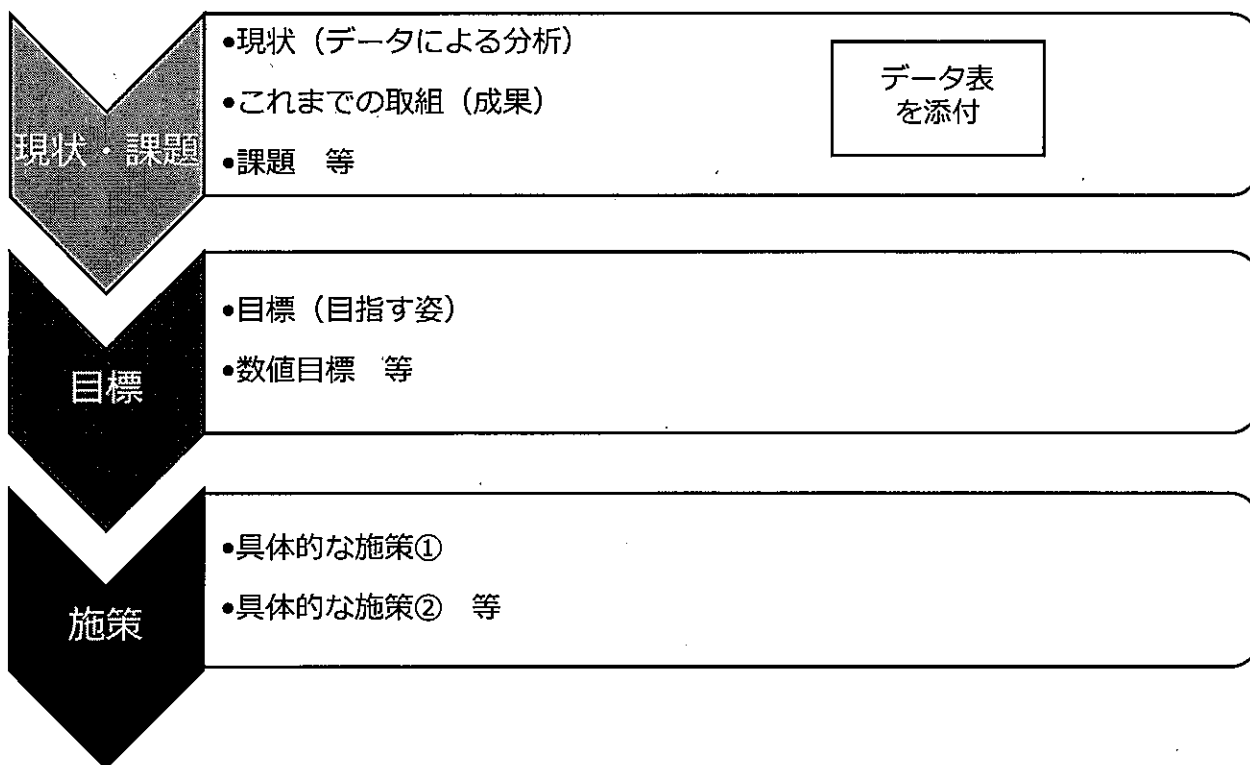 現状・課題
•現状（データによる分析）
•これまでの取組（成果）
•課題　等
データ表
を添付
目標
•目標（目指す姿）
•数値目標　等
施策
•具体的な施策①
•具体的な施策②　等